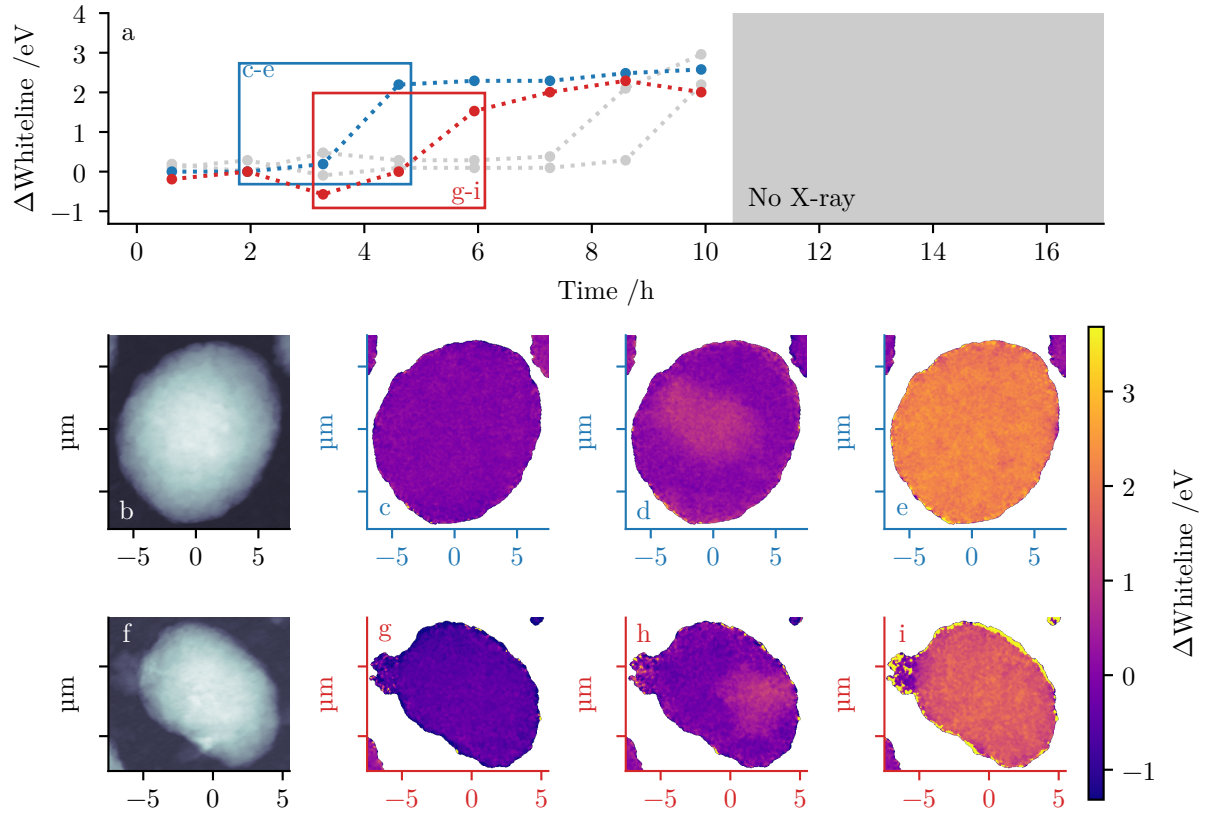 a
4
3
2
1
0
−1
ΔWhiteline /eV
c-e
g-i
No X-ray
0 2 4 6 8 10 12 14 16
Time /h
µm µm µm µm
b c d e
−5 0 5 −5 0 5 −5 0 5 −5 0 5
f g h i
µm µm µm µm
−5 0 5 −5 0 5 −5 0 5 −5 0 5
3
2
1
0
−1
ΔWhiteline /eV